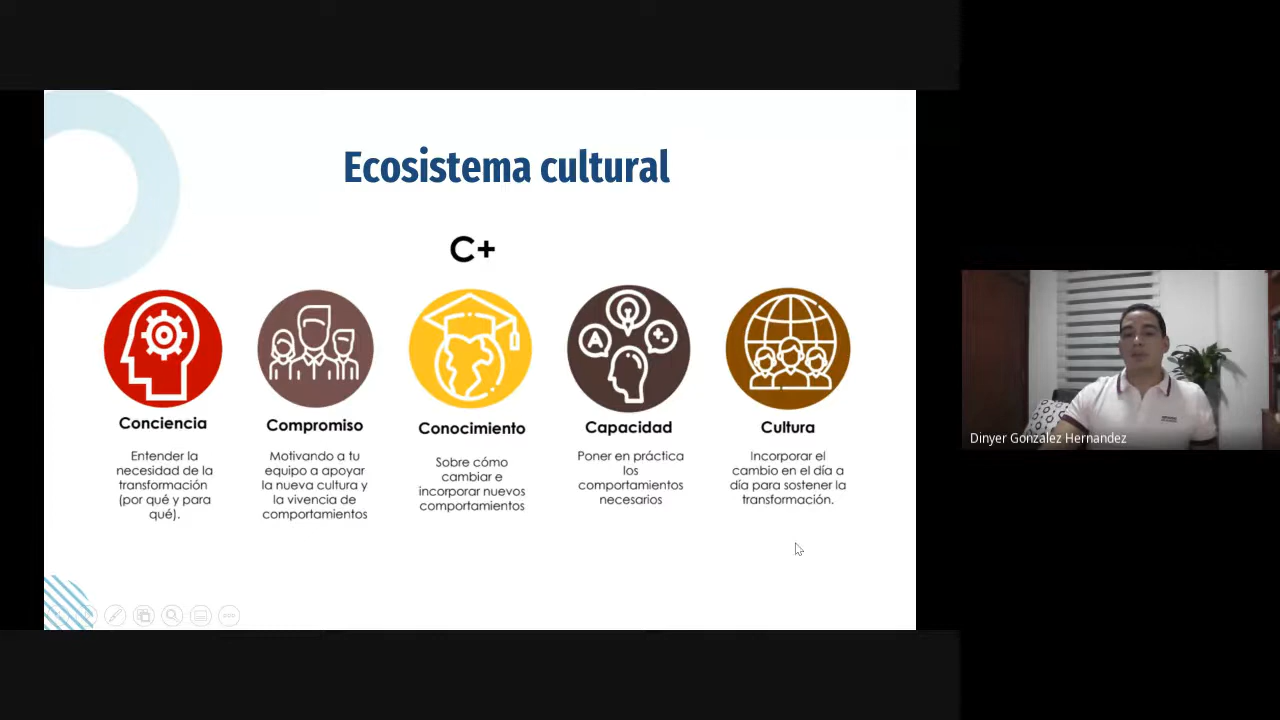 Ecosistema cultural
C+
Conciencia
Entender la
necesidad de la
transformación
(por qué y para
qué).
Compromiso
Motivando a tu
equipo a apoyar
la nueva cultura y
la vivencia de
comportamientos
Conocimiento
Sobre cómo
cambiar e
incorporar nuevos
comportamientos
A
Capacidad
Poner en práctica
los
comportamientos
necesarios
Cultura
Incorporar el
cambio en el día a
día para sostener la
transformación.
Dinyer Gonzalez Hernandez